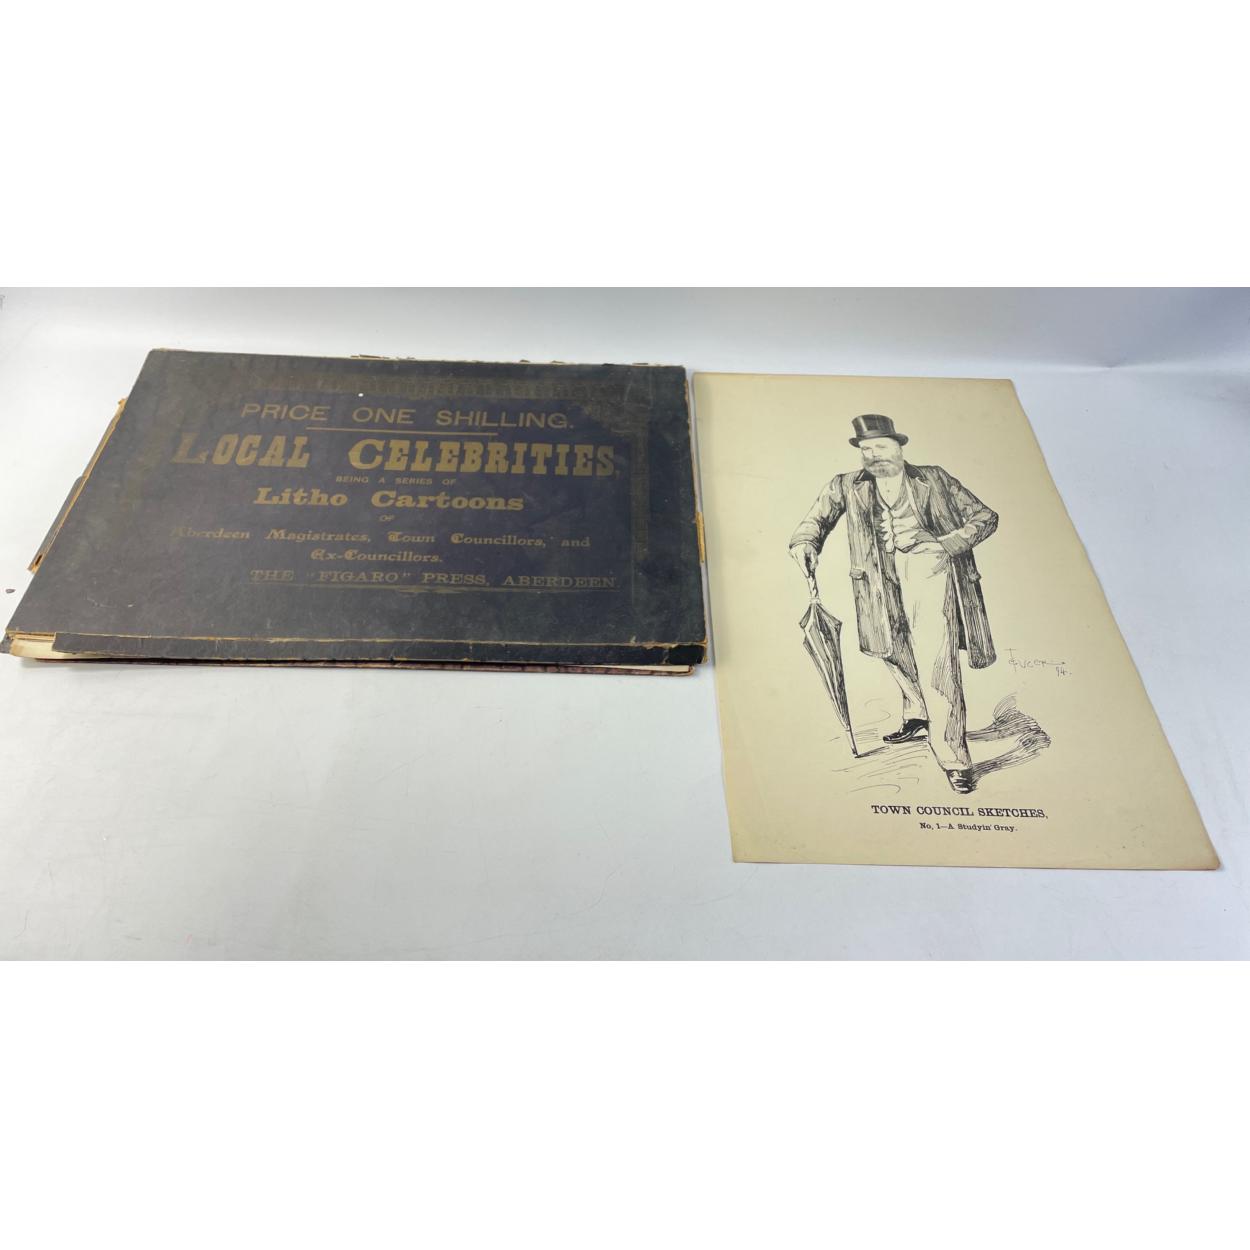 PRICE ONE SHILLING.
LOCAL CELEBRITIES,
BEING A SERIES OF
Litho Cartoons
OF
Aberdeen Magistrates, Town Councillors, and
Ex-Councillors.
THE "FIGARO" PRESS, ABERDEEN
94.
TOWN COUNCIL SKETCHES,
No, 1—A Studyin' Gray.